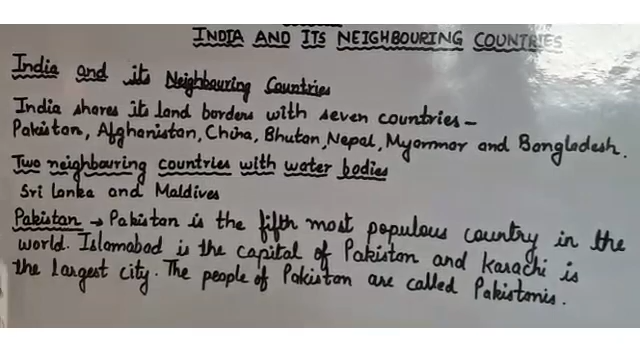 INDIA AND ITS NEIGHBOURING COUNTRIES
India and its Neighbouring Countries
India shares its land borders with seven countries -
Pakistan, Afghanistan, China, Bhutan, Nepal, Myanmar and Bangladesh.
Two neighbouring countries with water bodies
Sri Lanka and Maldives
Pakistan → Pakistan is the fifth most populous country in the
world. Islamabad is the capital of Pakistan and Karachi is
the largest city. The people of Pakistan are called Pakistanis.